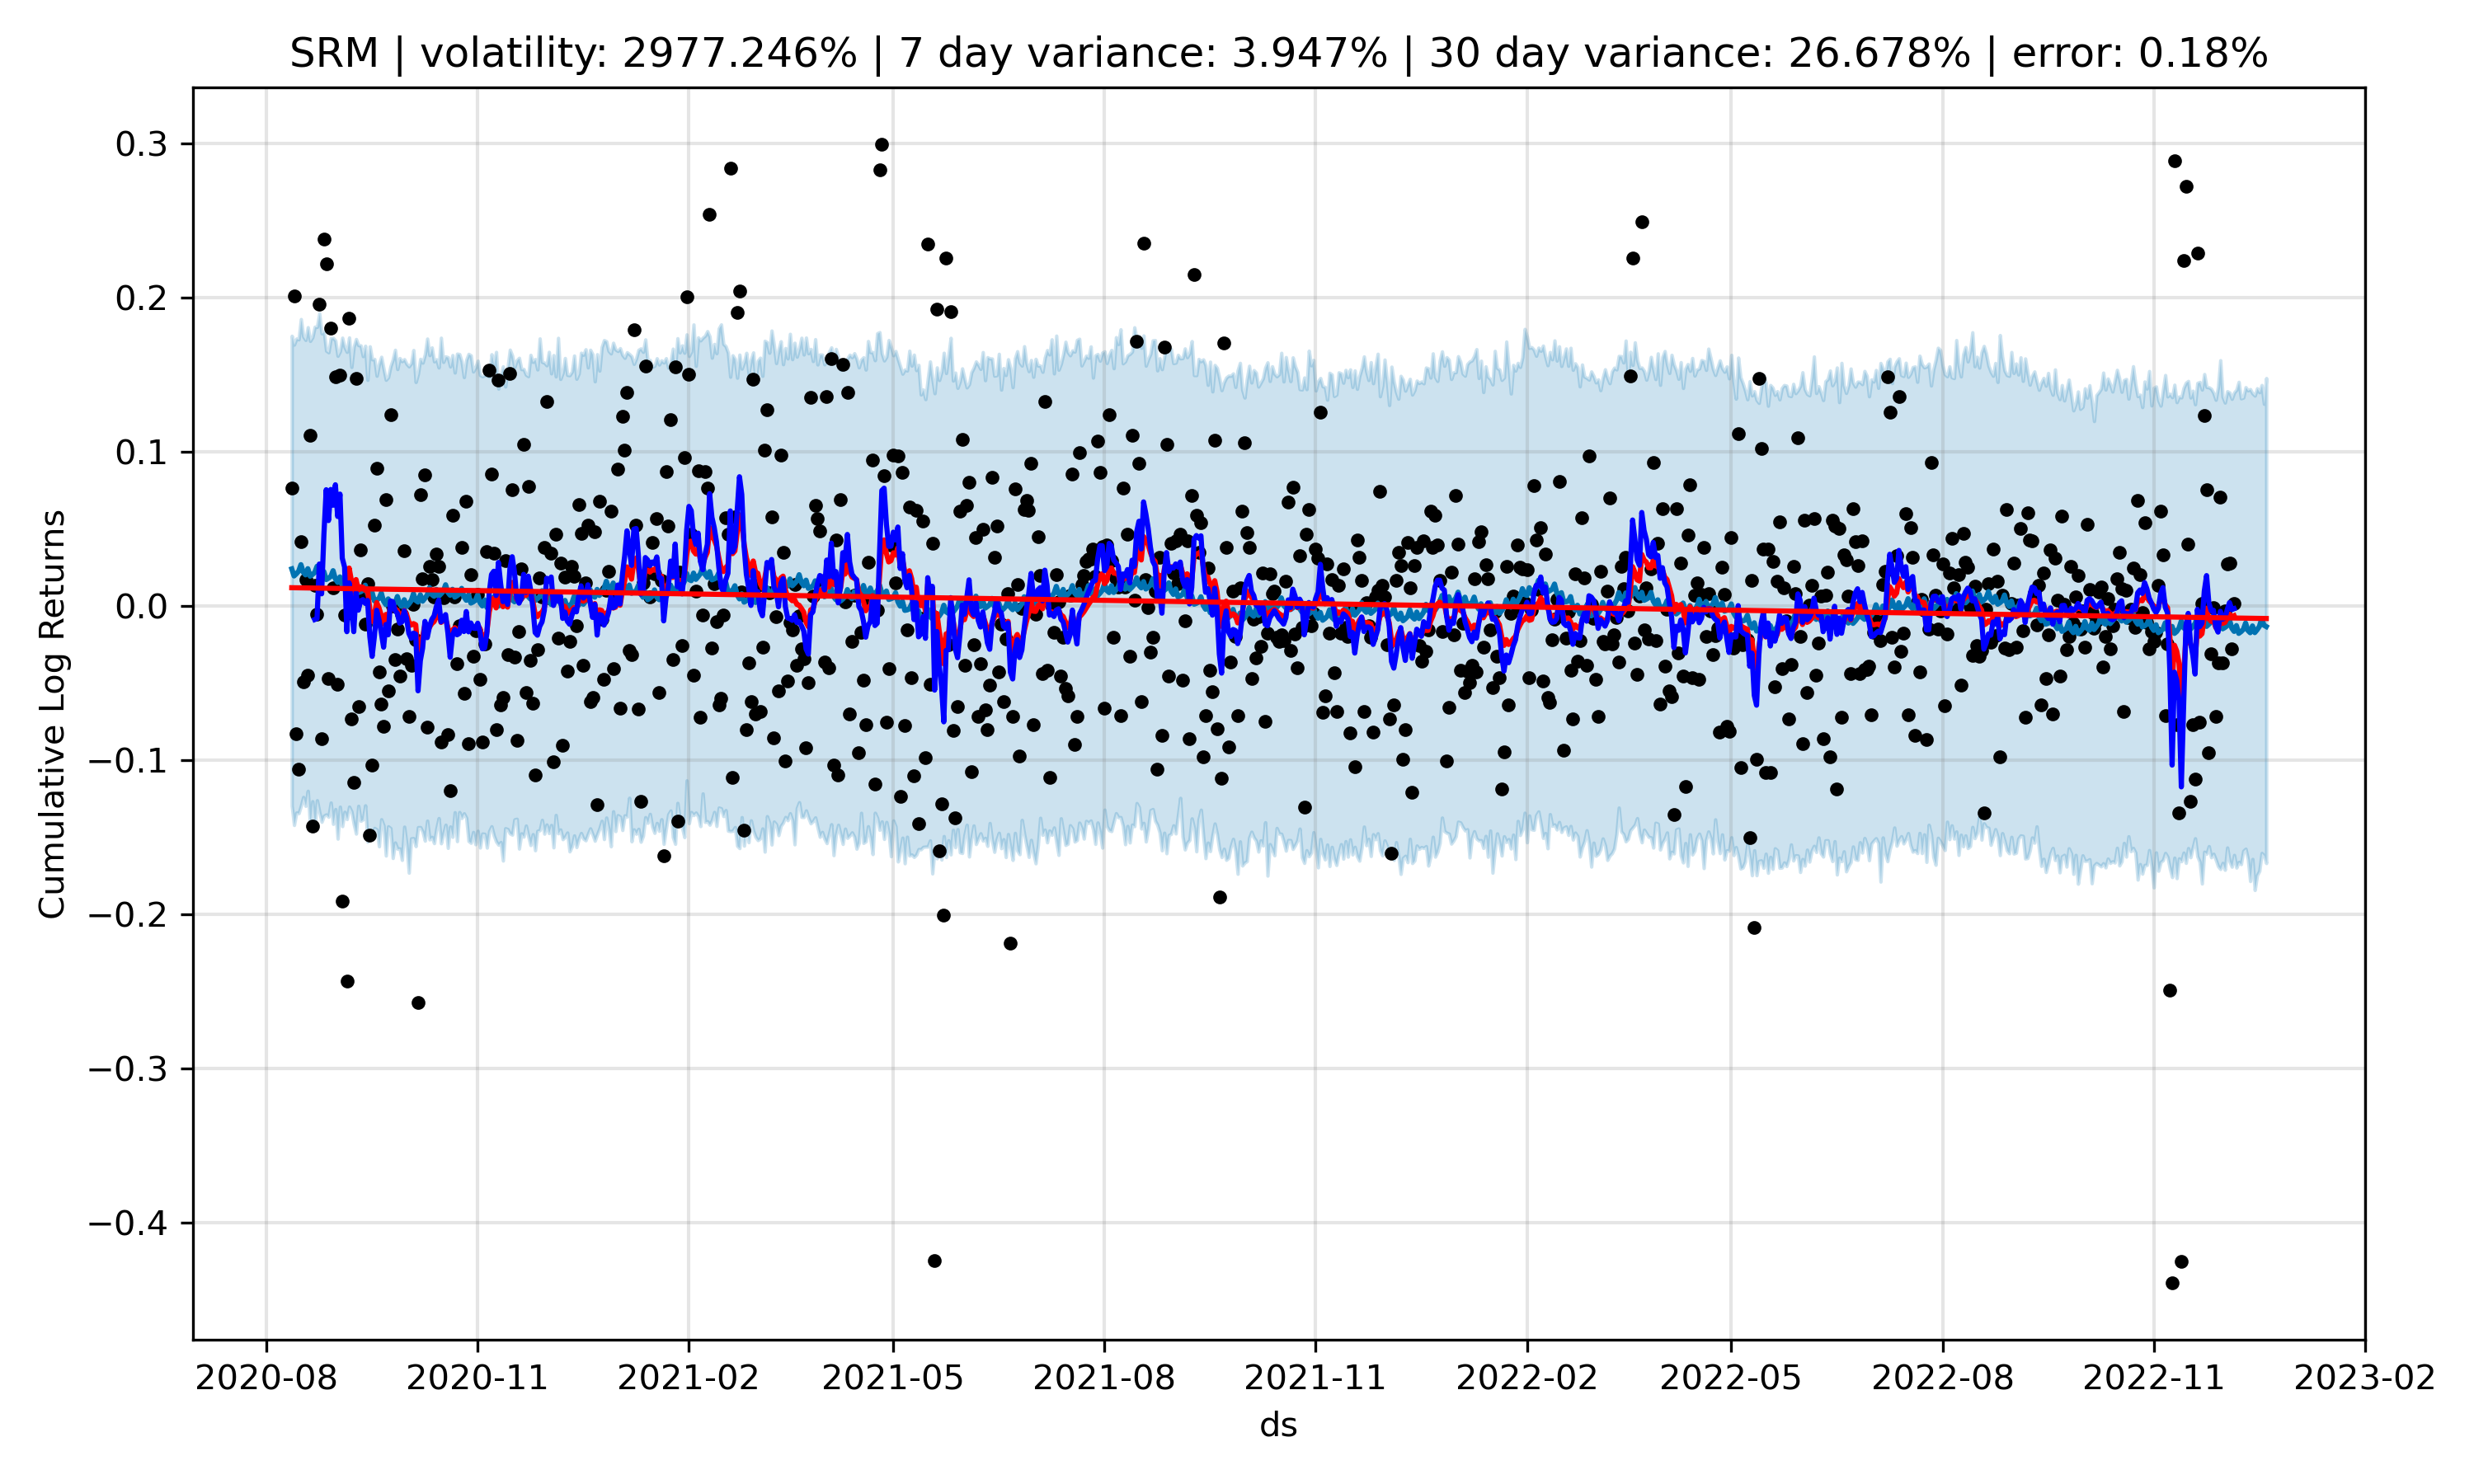 SRM | volatility: 2977.246% | 7 day variance: 3.947% | 30 day variance: 26.678% | error: 0.18%
Cumulative Log Returns
0.3
0.2
0.1
0.0
−0.1
−0.2
−0.3
−0.4
2020-08 2020-11 2021-02 2021-05 2021-08 2021-11 2022-02 2022-05 2022-08 2022-11 2023-02
ds